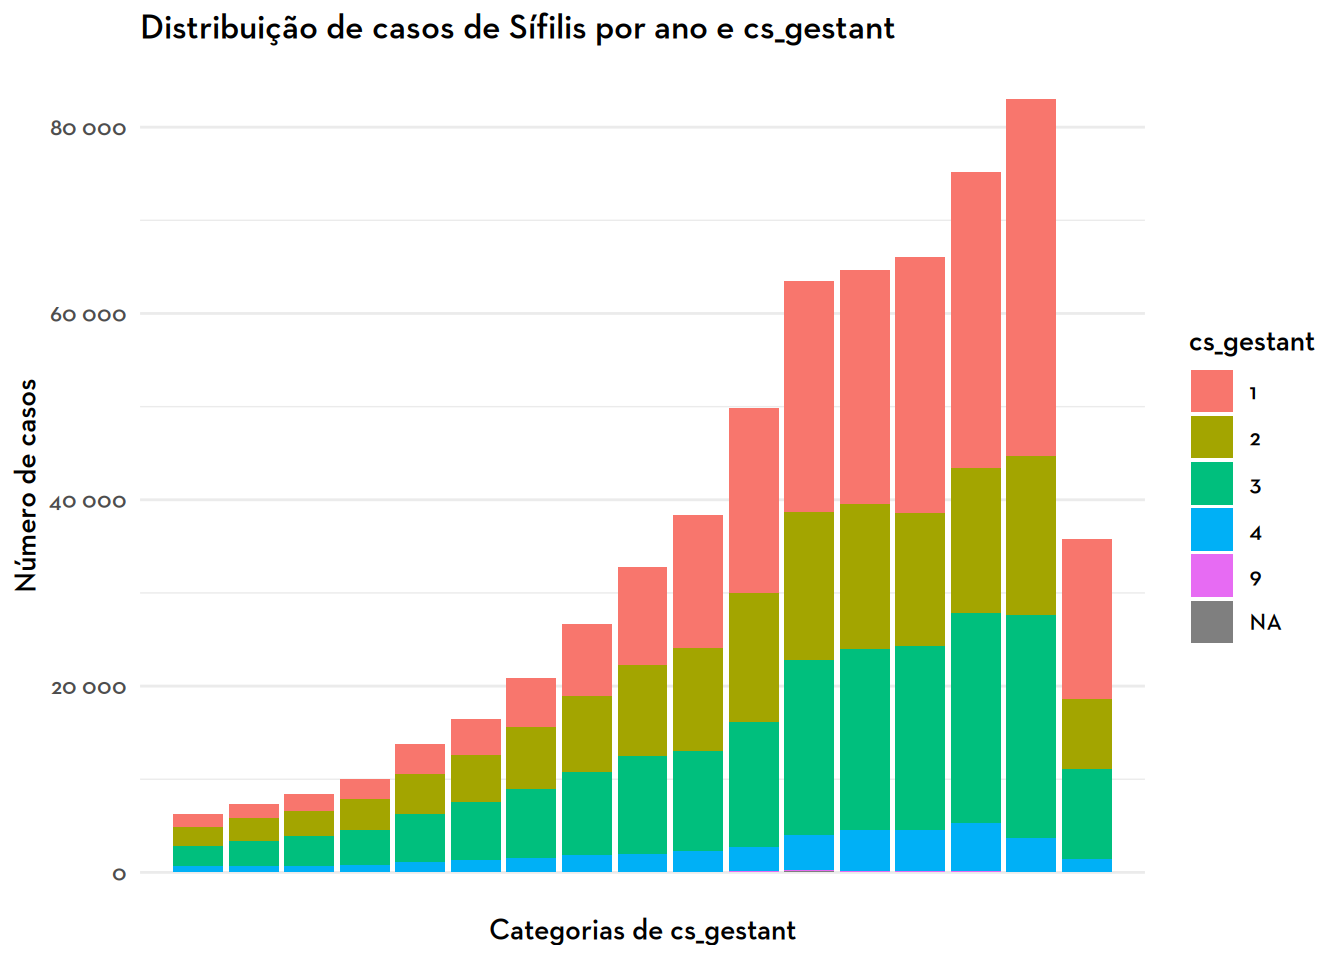 Distribuição de casos de Sífilis por ano e cs_gestant
80 000
60 000
40 000
20 000
0
Número de casos
Categorias de cs_gestant
cs_gestant
1
2
3
4
9
NA